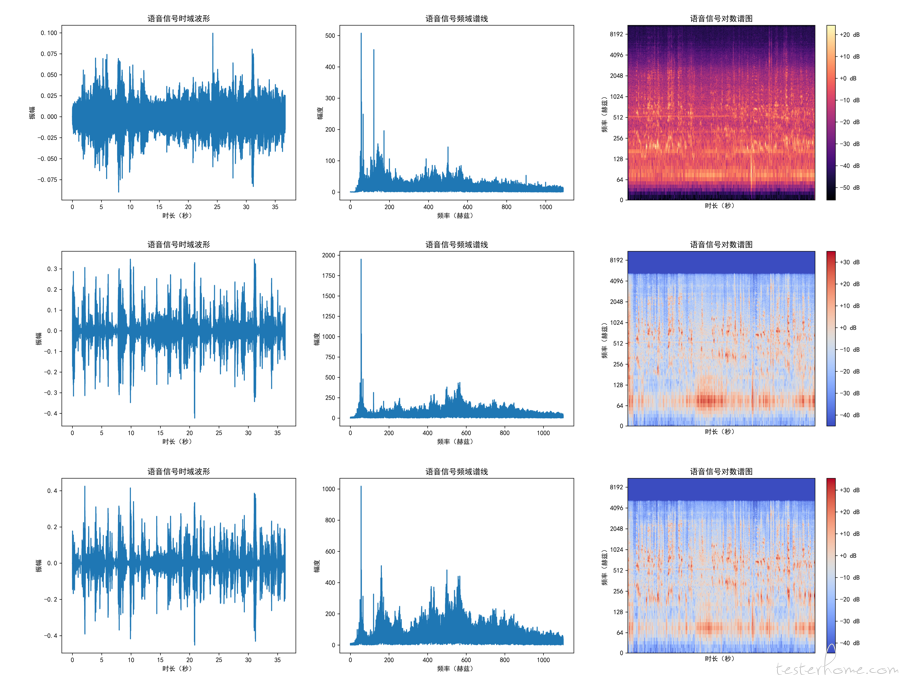 语音信号时域波形
0.100
0.075
0.050
0.025
0.000
−0.025
−0.050
−0.075
振幅
0 5 10 15 20 25 30 35
时长（秒）
语音信号频域谱线
500
400
300
200
100
0
幅度
0 200 400 600 800 1000
频率（赫兹）
语音信号对数谱图
8192
4096
2048
1024
512
256
128
64
0
频率（赫兹）
时长（秒）
+20 dB
+10 dB
+0 dB
−10 dB
−20 dB
−30 dB
−40 dB
−50 dB
语音信号时域波形
0.3
0.2
0.1
0.0
−0.1
−0.2
−0.3
−0.4
振幅
0 5 10 15 20 25 30 35
时长（秒）
语音信号频域谱线
2000
1750
1500
1250
1000
750
500
250
0
幅度
0 200 400 600 800 1000
频率（赫兹）
语音信号对数谱图
8192
4096
2048
1024
512
256
128
64
0
频率（赫兹）
时长（秒）
+30 dB
+20 dB
+10 dB
+0 dB
−10 dB
−20 dB
−30 dB
−40 dB
语音信号时域波形
0.4
0.2
0.0
−0.2
−0.4
振幅
0 5 10 15 20 25 30 35
时长（秒）
语音信号频域谱线
1000
800
600
400
200
0
幅度
0 200 400 600 800 1000
频率（赫兹）
语音信号对数谱图
8192
4096
2048
1024
512
256
128
64
0
频率（赫兹）
时长（秒）
+30 dB
+20 dB
+10 dB
+0 dB
−10 dB
−20 dB
−30 dB
−40 dB
testerhome.com